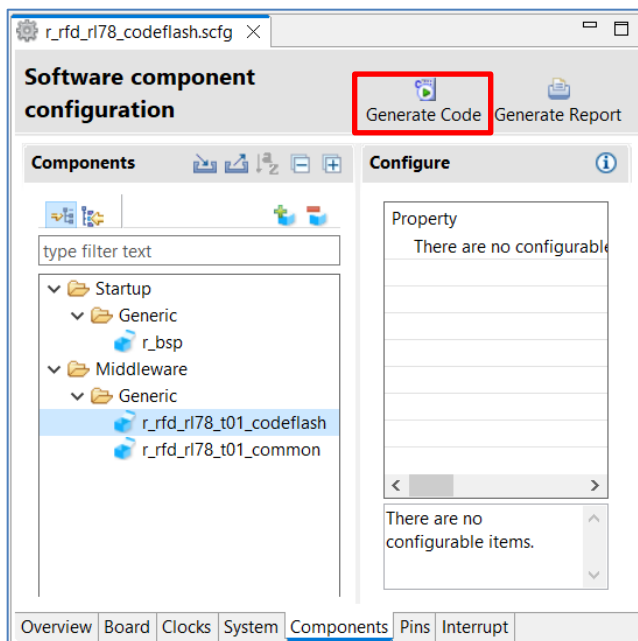 r_rfd_rl78_codeflash.scfg
Software component
configuration
Generate Code
Generate Report
Components
Configure
type filter text
Startup
Generic
r_bsp
Middleware
Generic
r_rfd_rl78_t01_codeflash
r_rfd_rl78_t01_common
Property
There are no configurable
There are no
configurable items.
Overview Board Clocks System Components Pins Interrupt